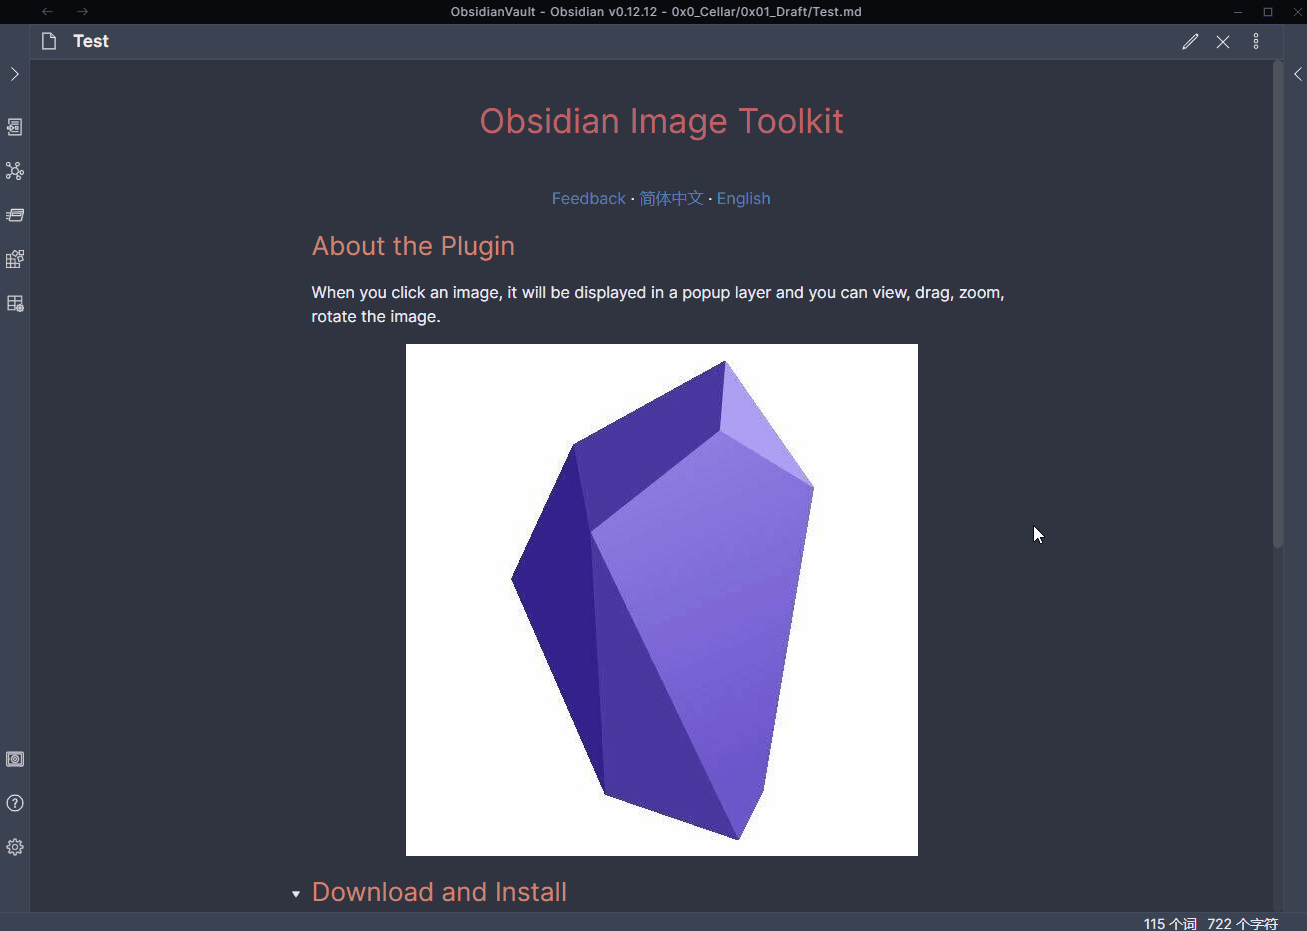 ObsidianVault - Obsidian v0.12.12 - 0x0_Cellar/0x01_Draft/Test.md
Test
Obsidian Image Toolkit
Feedback · 简体中文 · English
About the Plugin
When you click an image, it will be displayed in a popup layer and you can view, drag, zoom,
rotate the image.
Download and Install
115 个词 722 个字符